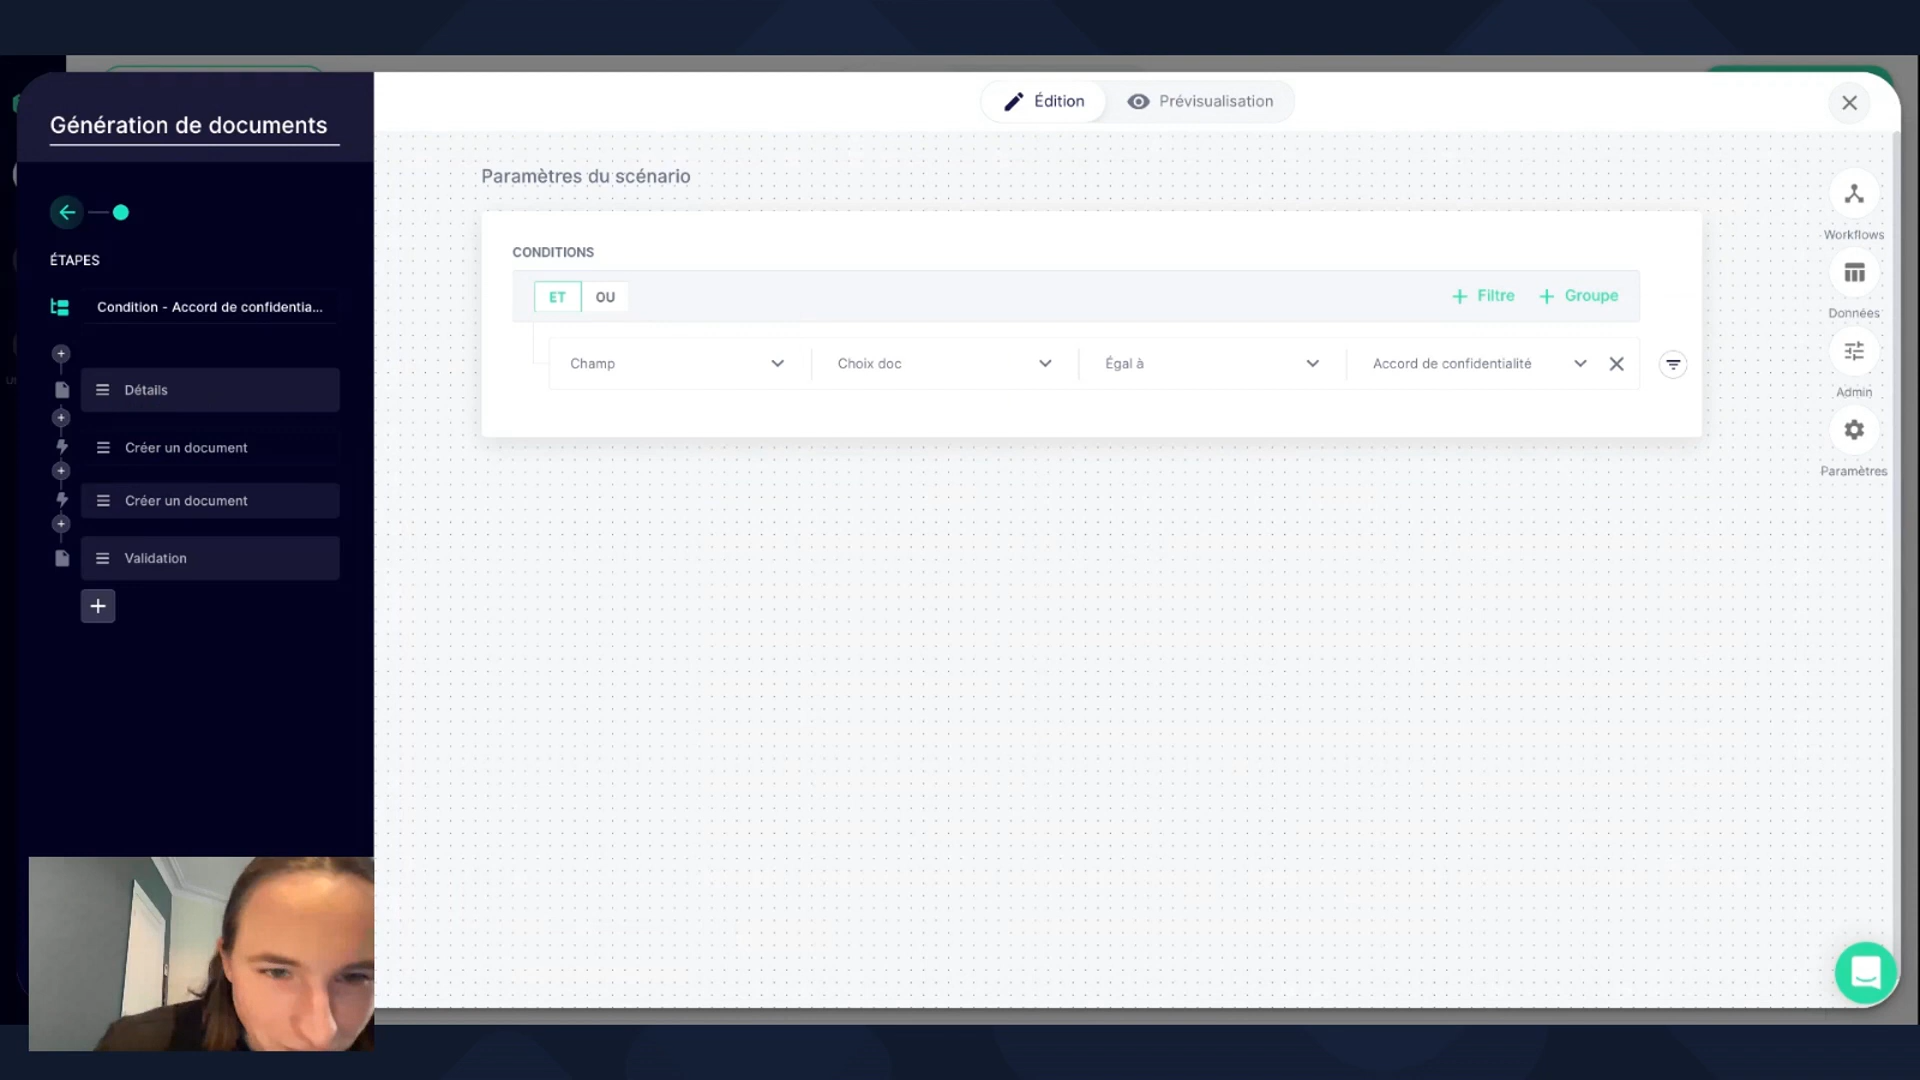 Génération de documents
Édition
Prévisualisation
ÉTAPES
Condition - Accord de confidentia...
Détails
Créer un document
Créer un document
Validation
Paramètres du scénario
CONDITIONS
ET OU
Filtre Groupe
Champ Choix doc Égal à Accord de confidentialité
Workflows
Données
Admin
Paramètres